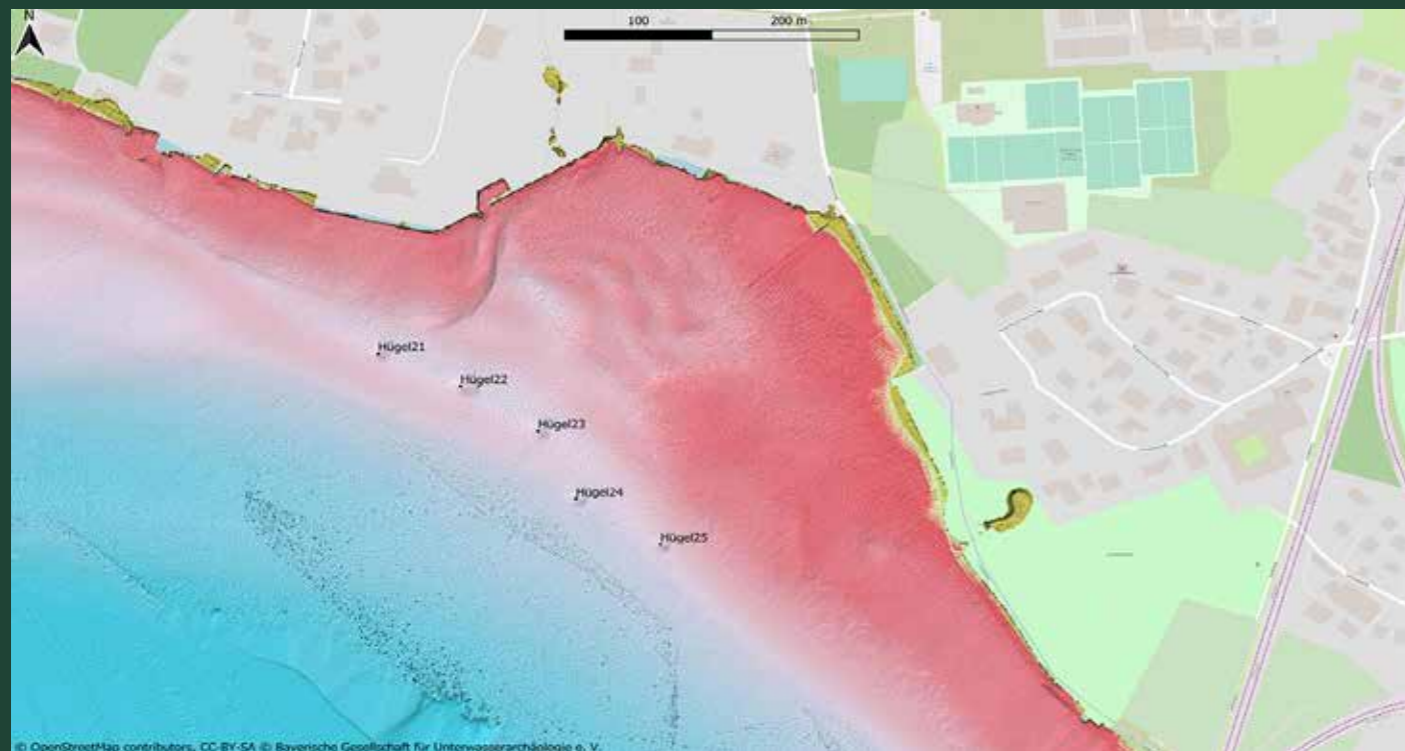 N
100 200 m
Hügel21
Hügel22
Hügel23
Hügel24
Hügel25
© OpenStreetMap contributors, CC-BY-SA © Bayerische Gesellschaft für Unterwasserarchäologie e. V.